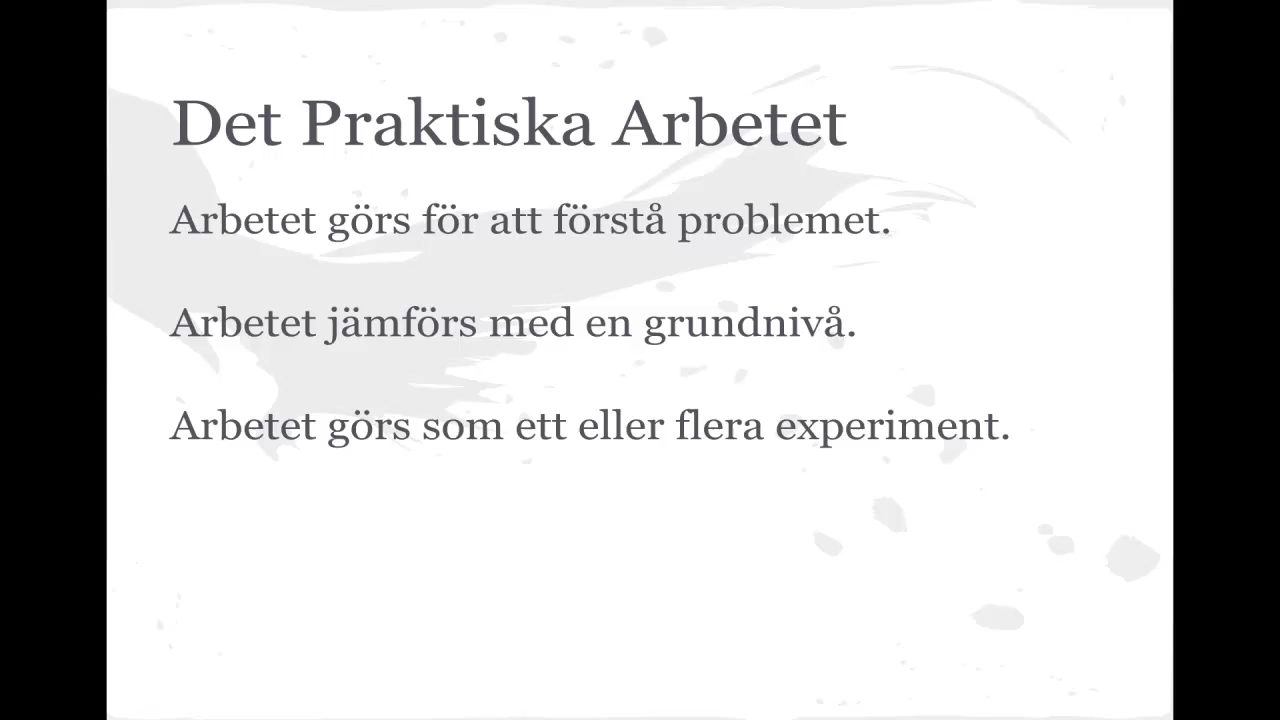 Det Praktiska Arbetet
Arbetet görs för att förstå problemet.
Arbetet jämförs med en grundnivå.
Arbetet görs som ett eller flera experiment.